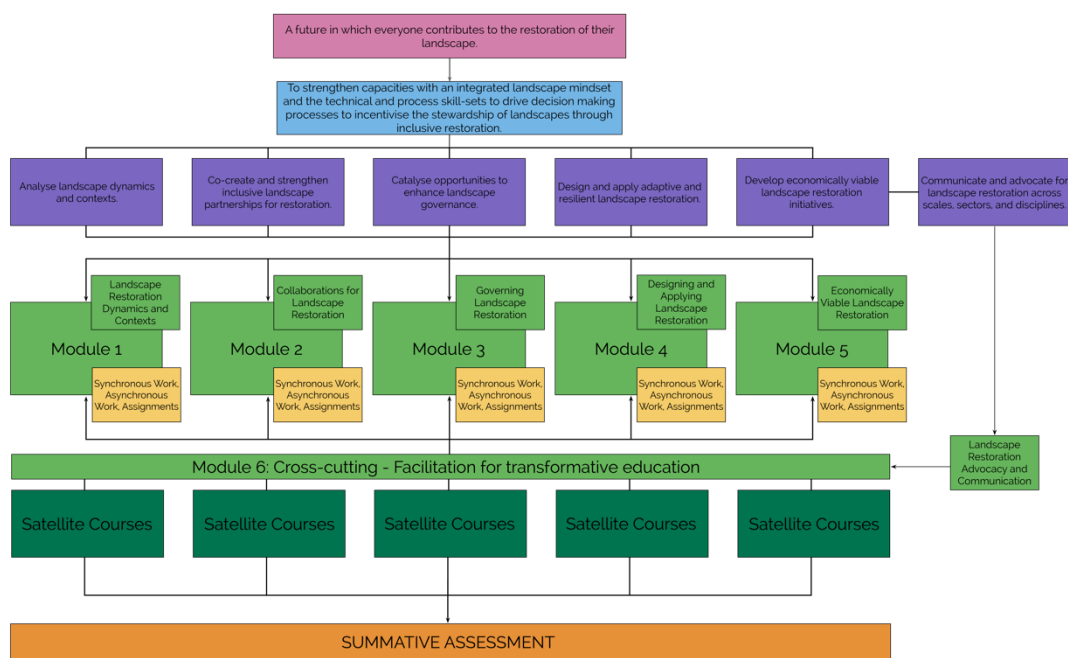 A future in which everyone contributes to the restoration of their
landscape.
To strengthen capacities with an integrated landscape mindset
and the technical and process skill-sets to drive decision making
processes to incentivise the stewardship of landscapes through
inclusive restoration.
Analyse landscape dynamics
and contexts.
Co-create and strengthen
inclusive landscape
partnerships for restoration.
Catalyse opportunities to
enhance landscape
governance.
Design and apply adaptive and
resilient landscape restoration.
Develop economically viable
landscape restoration
initiatives.
Communicate and advocate for
landscape restoration across
scales, sectors, and disciplines.
Landscape
Restoration
Dynamics and
Contexts
Module 1
Synchronous Work,
Asynchronous
Work, Assignments
Collaborations for
Landscape
Restoration
Module 2
Synchronous Work,
Asynchronous
Work, Assignments
Governing
Landscape
Restoration
Module 3
Synchronous Work,
Asynchronous
Work, Assignments
Designing and
Applying
Landscape
Restoration
Module 4
Synchronous Work,
Asynchronous
Work, Assignments
Economically
Viable Landscape
Restoration
Module 5
Synchronous Work,
Asynchronous
Work, Assignments
Module 6: Cross-cutting - Facilitation for transformative education
Landscape
Restoration
Advocacy and
Communication
Satellite Courses
Satellite Courses
Satellite Courses
Satellite Courses
Satellite Courses
SUMMATIVE ASSESSMENT